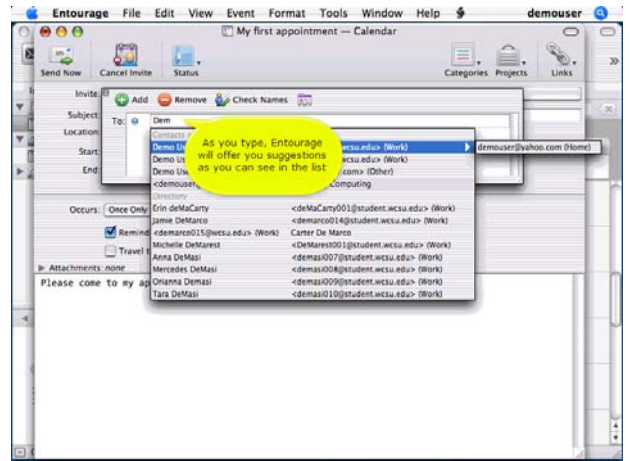 Entourage File Edit View Event Format Tools Window Help demouser
My first appointment — Calendar
Send Now Cancel Invite Status Categories Projects Links
Invite:
Add Remove Check Names
Subject:
To: Dem
Location:
Contacts
Start:
Demo Us wcsu.edu> (Work) demouser@yahoo.com (Home)
Demo Us wcsu.edu> (Work)
End:
Demo Use .com> (Other)
<demouser@ Computing
As you type, Entourage
will offer you suggestions
as you can see in the list
Directory
Erin deMaCarty <deMaCarty001@student.wcsu.edu> (Work)
Occurs: Once Only
Jamie DeMarco <demarco014@student.wcsu.edu> (Work)
Remind <demarco015@wcsu.edu> (Work) Carter De Marco
Michelle DeMarest <DeMarest001@student.wcsu.edu> (Work)
Travel t
Anna DeMasi <demasi007@student.wcsu.edu> (Work)
Attachments: none
Mercedes DeMasi <demasi008@student.wcsu.edu> (Work)
Please come to my ap
Orianna Demasi <demasi009@student.wcsu.edu> (Work)
Tara DeMasi <demasi010@student.wcsu.edu> (Work)